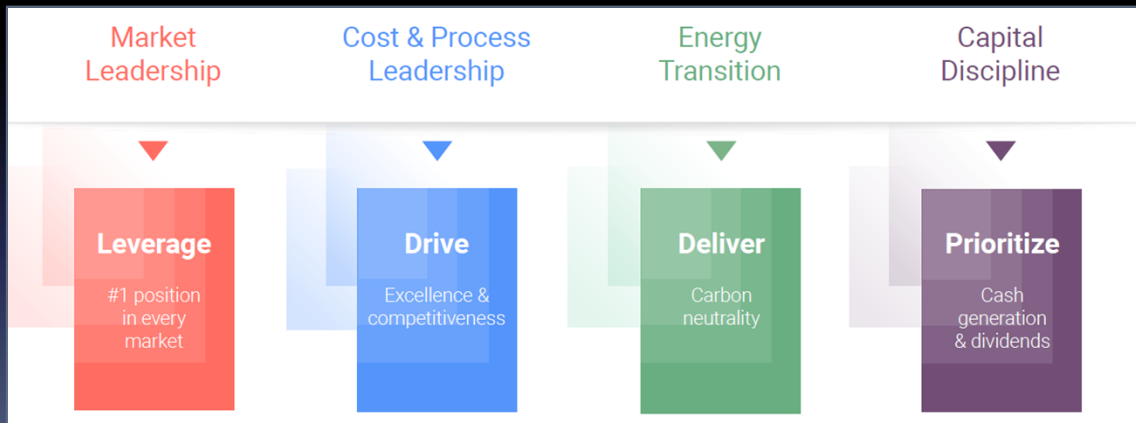 Market
Leadership
Cost & Process
Leadership
Energy
Transition
Capital
Discipline
Leverage
#1 position
in every
market
Drive
Excellence &
competitiveness
Deliver
Carbon
neutrality
Prioritize
Cash
generation
& dividends